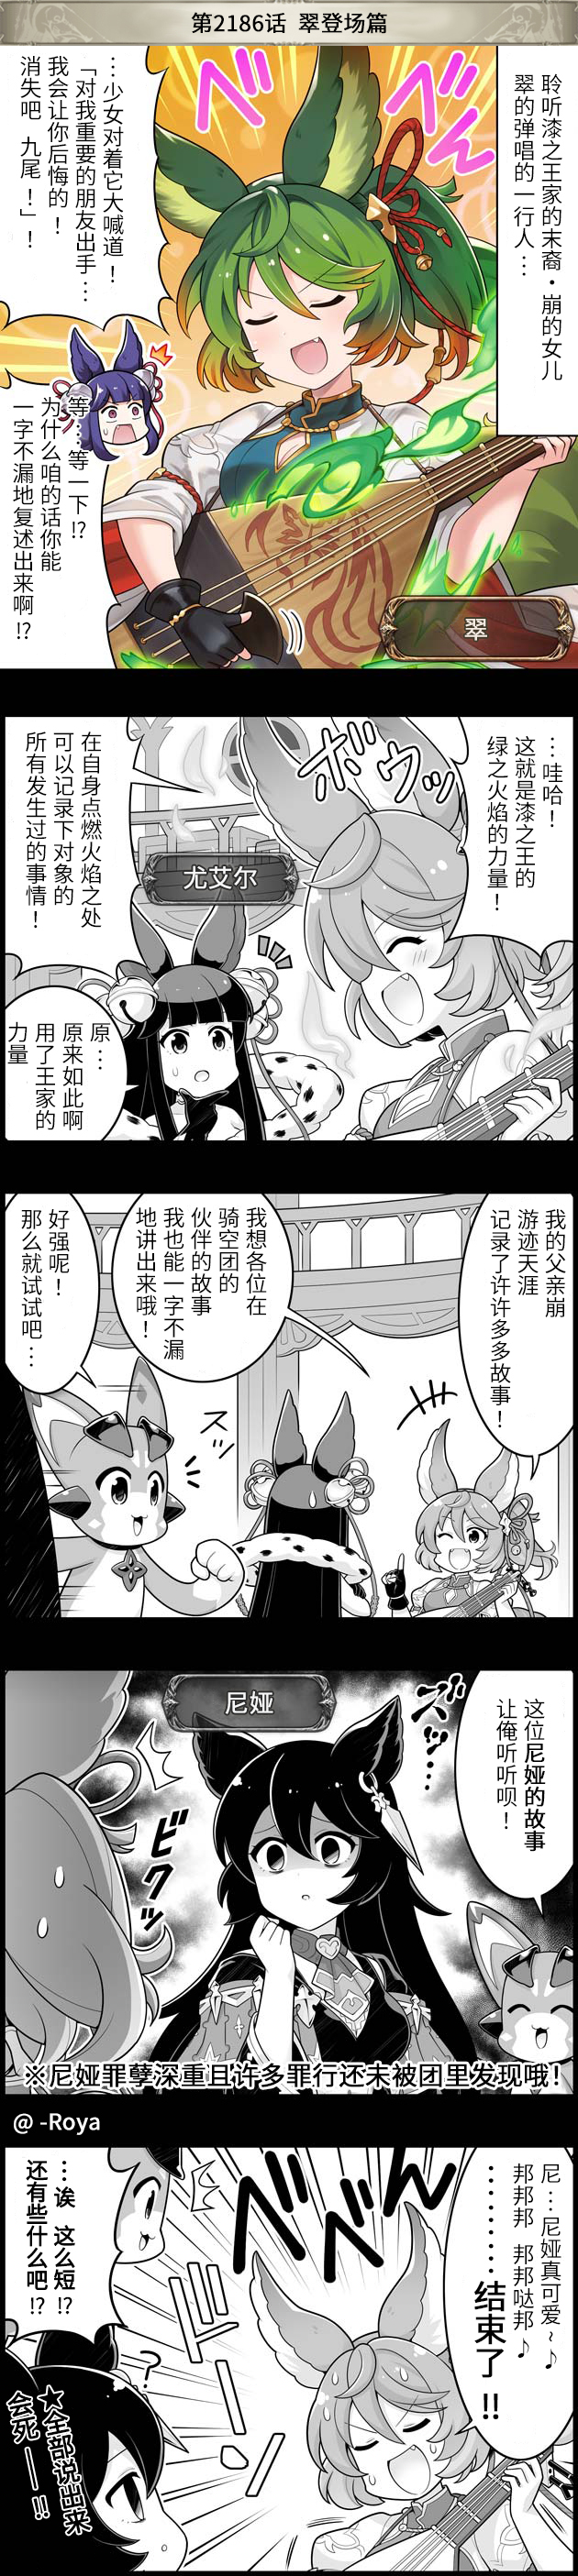 第2186话 翠登场篇
聆听漆之王家的末裔·崩的女儿
翠的弹唱的一行人…
べべん
…少女对着它大喊道！
「对我重要的朋友出手…
我会让你后悔的！
消失吧 九尾！」！
等…等一下!?
为什么咱的话你能
一字不漏地复述出来啊!?
翠
…哇哈！
这就是漆之王的
绿之火焰的力量！
ボウッ
在自身点燃火焰之处
可以记录下对象的
所有发生过的事情！
尤艾尔
原…
原来如此啊
用了王家的
力量
我的父亲崩
游迹天涯
记录了许许多多故事！
我想各位在
骑空团的
伙伴的故事
我也能一字不漏
地讲出来哦！
好强呢！
那么就试试吧…
スッ
这位尼娅的故事
让俺听听呗！
尼娅
ズッ…
ビクッ
※尼娅罪孽深重且许多罪行还未被团里发现哦！
@ -Roya
尼…尼娅真可爱~♪
邦邦邦 邦邦哒邦♪
………结束了!!
べべん
…诶 这么短!?
还有些什么吧!?
ドドーン
?
★全部说出来
会死——!!